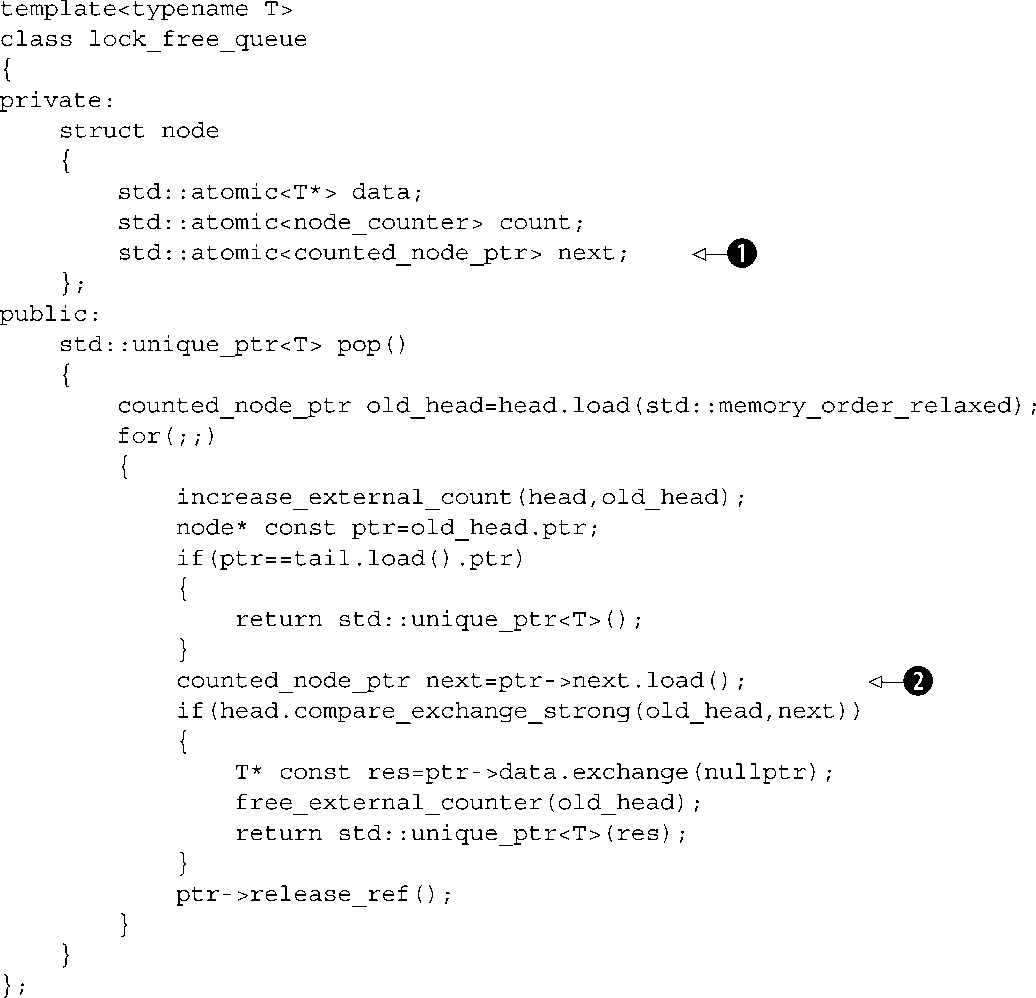 template<typename T>
class lock_free_queue
{
private:
    struct node
    {
        std::atomic<T*> data;
        std::atomic<node_counter> count;
        std::atomic<counted_node_ptr> next;    1
    };
public:
    std::unique_ptr<T> pop()
    {
        counted_node_ptr old_head=head.load(std::memory_order_relaxed);
        for(;;)
        {
            increase_external_count(head,old_head);
            node* const ptr=old_head.ptr;
            if(ptr==tail.load().ptr)
            {
                return std::unique_ptr<T>();
            }
            counted_node_ptr next=ptr->next.load();    2
            if(head.compare_exchange_strong(old_head,next))
            {
                T* const res=ptr->data.exchange(nullptr);
                free_external_counter(old_head);
                return std::unique_ptr<T>(res);
            }
            ptr->release_ref();
        }
    }
};